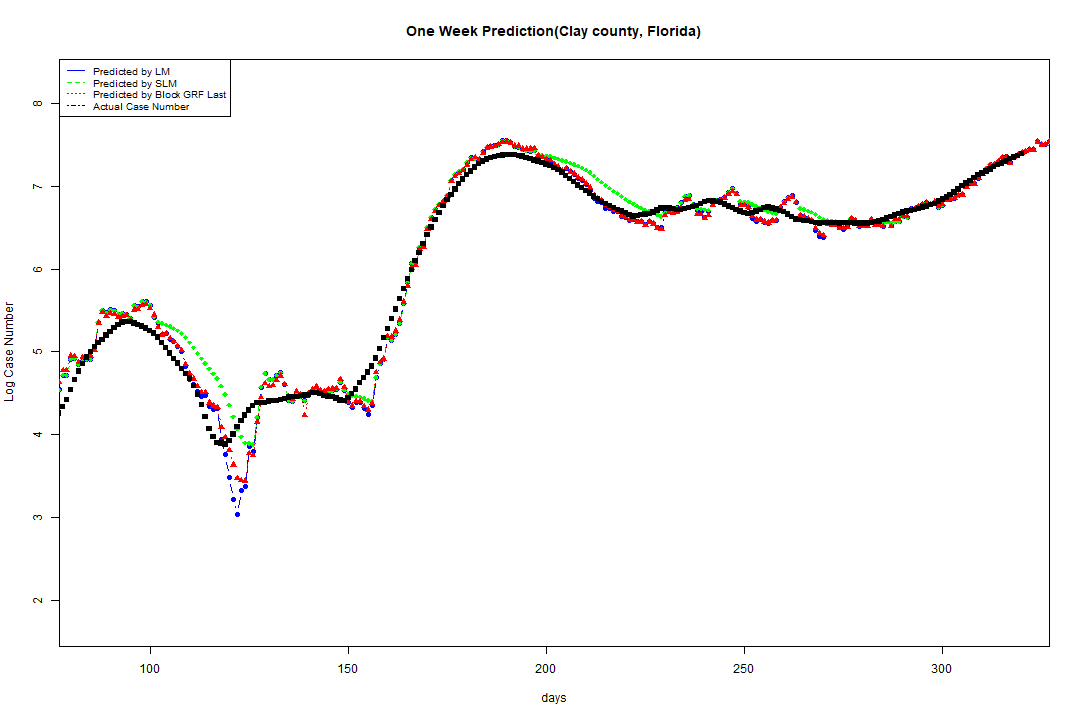 One Week Prediction(Clay county, Florida)
Predicted by LM
Predicted by SLM
Predicted by Block GRF Last
Actual Case Number
8
7
6
5
4
3
2
Log Case Number
100 150 200 250 300
days